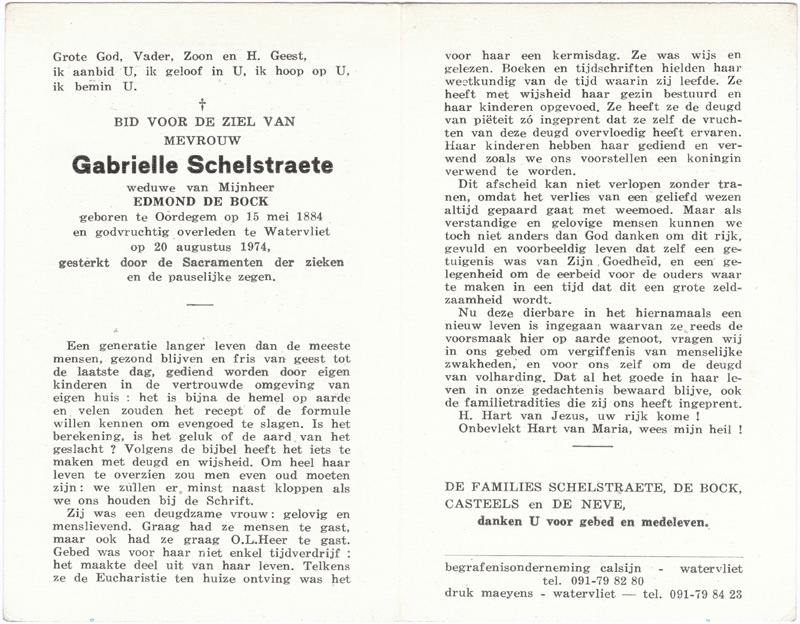 Grote God, Vader, Zoon en H. Geest,
ik aanbid U, ik geloof in U, ik hoop op U,
ik bemin U.
†
BID VOOR DE ZIEL VAN
MEVROUW
Gabrielle Schelstraete
weduwe van Mijnheer
EDMOND DE BOCK
geboren te Oordegem op 15 mei 1884
en godvruchtig overleden te Watervliet
op 20 augustus 1974,
gesterkt door de Sacramenten der zieken
en de pauselijke zegen.
Een generatie langer leven dan de meeste
mensen, gezond blijven en fris van geest tot
de laatste dag, gediend worden door eigen
kinderen in de vertrouwde omgeving van
eigen huis : het is bijna de hemel op aarde
en velen zouden het recept of de formule
willen kennen om evengoed te slagen. Is het
berekening, is het geluk of de aard van het
geslacht ? Volgens de bijbel heeft het iets te
maken met deugd en wijsheid. Om heel haar
leven te overzien zou men even oud moeten
zijn : we zullen er minst naast kloppen als
we ons houden bij de Schrift.
Zij was een deugdzame vrouw : gelovig en
menslievend. Graag had ze mensen te gast,
maar ook had ze graag O.L.Heer te gast.
Gebed was voor haar niet enkel tijdverdrijf :
het maakte deel uit van haar leven. Telkens
ze de Eucharistie ten huize ontving was het
voor haar een kermisdag. Ze was wijs en
gelezen. Boeken en tijdschriften hielden haar
weetkundig van de tijd waarin zij leefde. Ze
heeft met wijsheid haar gezin bestuurd en
haar kinderen opgevoed. Ze heeft ze de deugd
van piëteit zó ingeprent dat ze zelf de vruch-
ten van deze deugd overvloedig heeft ervaren.
Haar kinderen hebben haar gediend en ver-
wend zoals we ons voorstellen een koningin
verwend te worden.
Dit afscheid kan niet verlopen zonder tra-
nen, omdat het verlies van een geliefd wezen
altijd gepaard gaat met weemoed. Maar als
verstandige en gelovige mensen kunnen we
toch niet anders dan God danken om dit rijk,
gevuld en voorbeeldig leven dat zelf een ge-
tuigenis was van Zijn Goedheid, en een ge-
legenheid om de eerbeid voor de ouders waar
te maken in een tijd dat dit een grote zeld-
zaamheid wordt.
Nu deze dierbare in het hiernamaals een
nieuw leven is ingegaan waarvan ze reeds de
voorsmaak hier op aarde genoot, vragen wij
in ons gebed om vergiffenis van menselijke
zwakheden, en voor ons zelf om de deugd
van volharding. Dat al het goede in haar le-
ven in onze gedachtenis bewaard blijve, ook
de familietradities die zij ons heeft ingeprent.
H. Hart van Jezus, uw rijk kome !
Onbevlekt Hart van Maria, wees mijn heil !
DE FAMILIES SCHELSTRAETE, DE BOCK,
CASTEELS en DE NEVE,
danken U voor gebed en medeleven.
begrafenisonderneming calsijn - watervliet
tel. 091-79 82 80
druk maeyens - watervliet — tel. 091-79 84 23